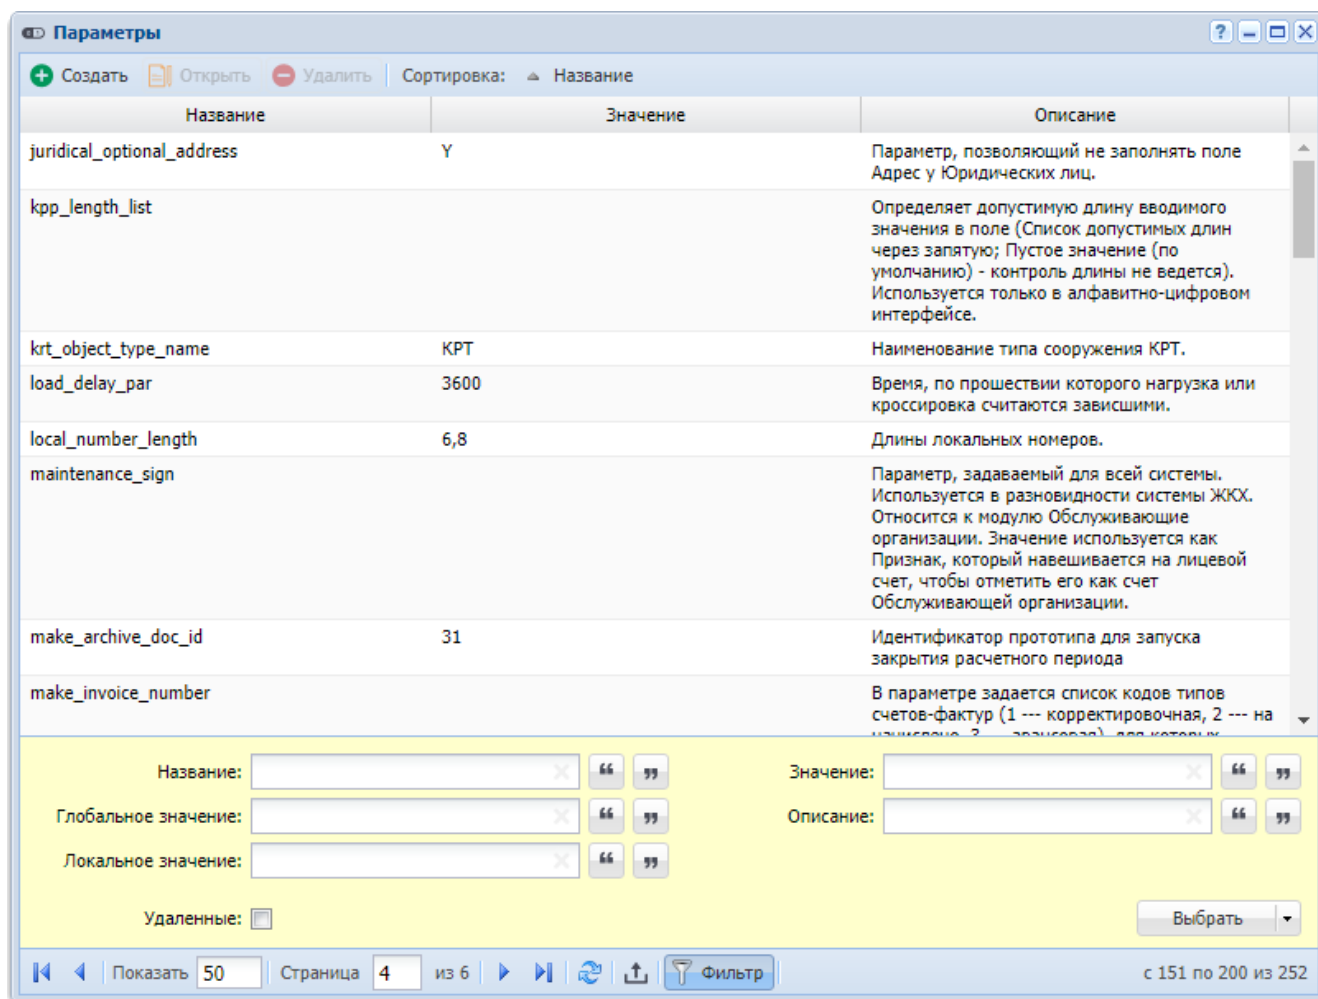 Параметры
Создать Открыть Удалить Сортировка: Название
Название Значение Описание
juridical_optional_address Y Параметр, позволяющий не заполнять поле
Адрес у Юридических лиц.
kpp_length_list Определяет допустимую длину вводимого
значения в поле (Список допустимых длин
через запятую; Пустое значение (по
умолчанию) - контроль длины не ведется).
Используется только в алфавитно-цифровом
интерфейсе.
krt_object_type_name КРТ Наименование типа сооружения КРТ.
load_delay_par 3600 Время, по прошествии которого нагрузка или
кроссировка считаются зависшими.
local_number_length 6,8 Длины локальных номеров.
maintenance_sign Параметр, задаваемый для всей системы.
Используется в разновидности системы ЖКХ.
Относится к модулю Обслуживающие
организации. Значение используется как
Признак, который навешивается на лицевой
счет, чтобы отметить его как счет
Обслуживающей организации.
make_archive_doc_id 31 Идентификатор прототипа для запуска
закрытия расчетного периода
make_invoice_number В параметре задается список кодов типов
счетов-фактур (1 --- корректировочная, 2 --- на
начислено, 3 --- авансовая), для которых
Название: Значение:
Глобальное значение: Описание:
Локальное значение:
Удаленные: Выбрать
Показать 50 Страница 4 из 6 Фильтр с 151 по 200 из 252